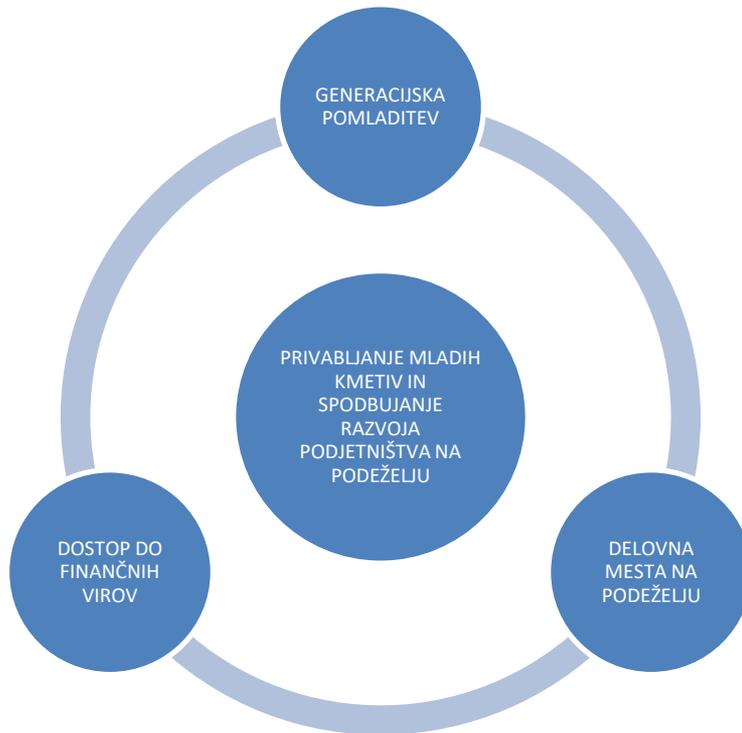 GENERACIJSKA
POMLADITEV
PRIVABLJANJE MLADIH
KMETIV IN
SPODBUJANJE
RAZVOJA
PODJETNIŠTVA NA
PODEŽELJU
DOSTOP DO
FINANČNIH
VIROV
DELOVNA
MESTA NA
PODEŽELJU